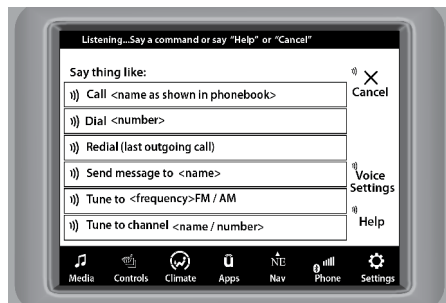 Listening...Say a command or say “Help” or “Cancel”
Say thing like:
Call <name as shown in phonebook>
Dial <number>
Redial (last outgoing call)
Send message to <name>
Tune to <frequency>FM / AM
Tune to channel <name / number>
Cancel
Voice
Settings
Help
NE
Media Controls Climate Apps Nav Phone Settings